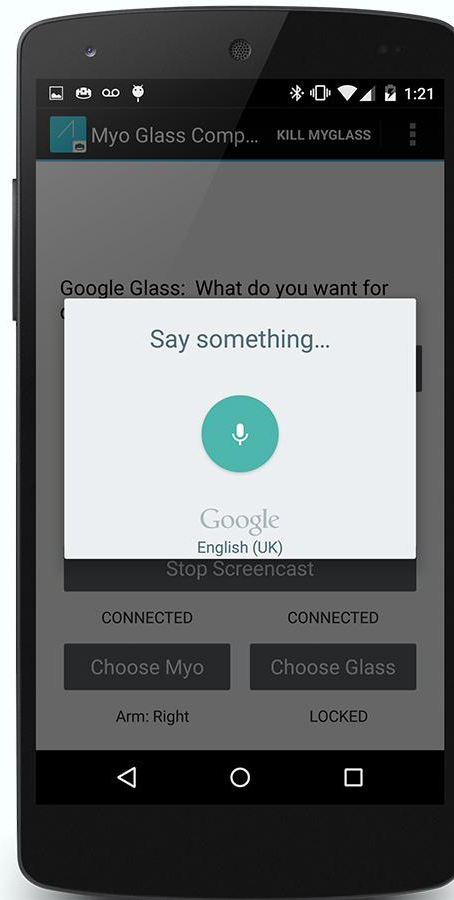 1:21
Myo Glass Comp... KILL MYGLASS
Google Glass: What do you want for
Say something...
Google
English (UK)
Stop Screencast
CONNECTED CONNECTED
Choose Myo Choose Glass
Arm: Right LOCKED